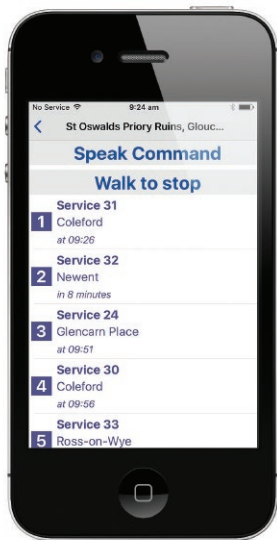 No Service 9:24 am
St Oswalds Priory Ruins, Glouc...
Speak Command
Walk to stop
Service 31
1 Coleford
at 09:26
Service 32
2 Newent
in 8 minutes
Service 24
3 Glencarn Place
at 09:51
Service 30
4 Coleford
at 09:56
Service 33
5 Ross-on-Wye